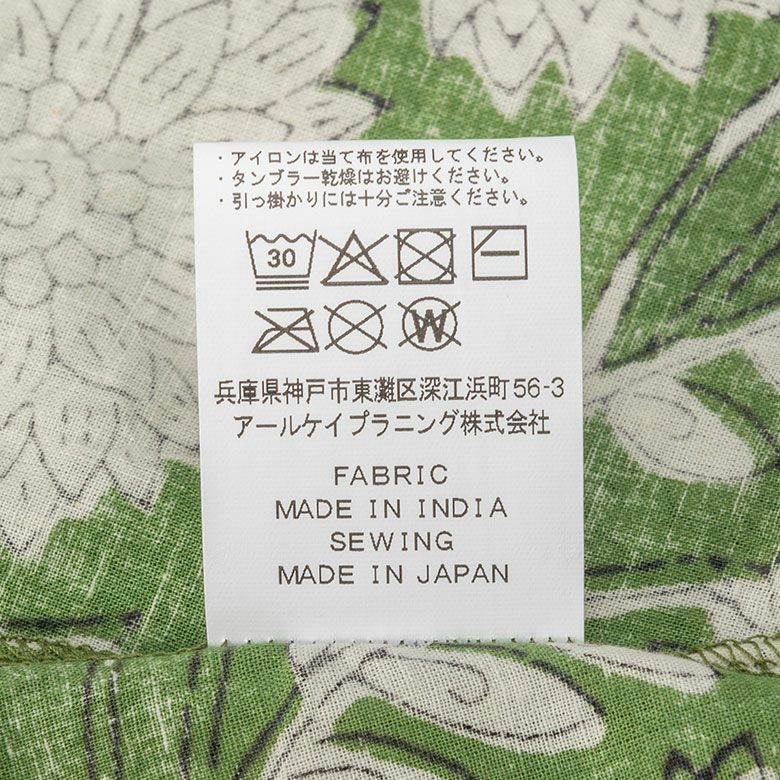 ・アイロンは当て布を使用してください。
・タンブラー乾燥はお避けください。
・引っ掛かりには十分ご注意ください。
30
W
兵庫県神戸市東灘区深江浜町56-3
アールケイプラニング株式会社
FABRIC
MADE IN INDIA
SEWING
MADE IN JAPAN